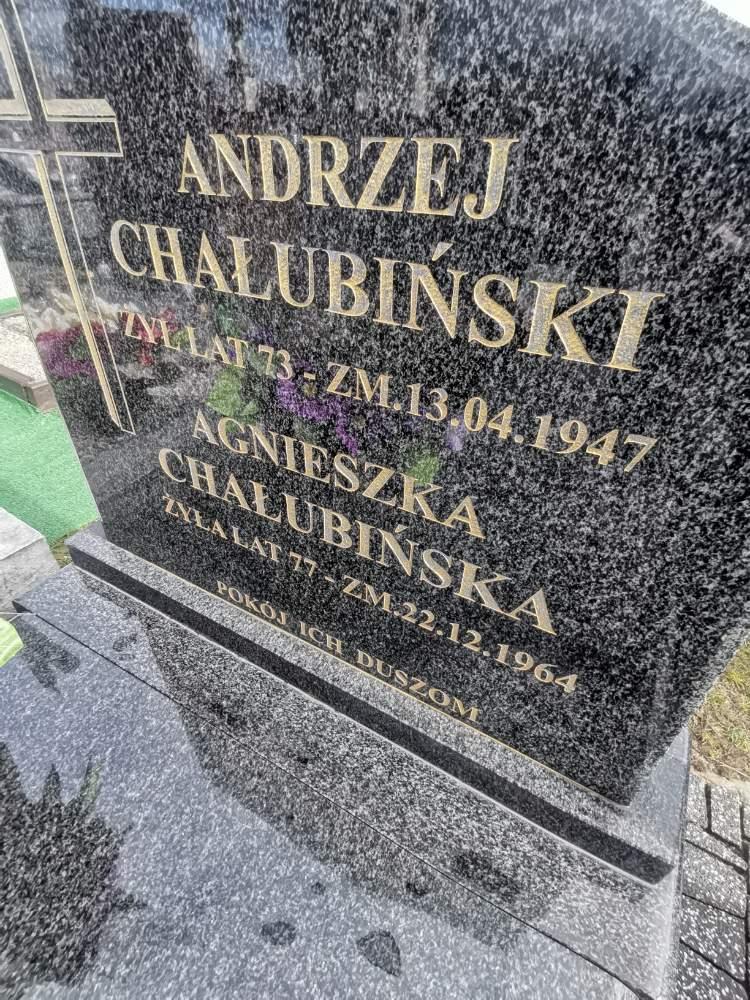 ANDRZEJ
CHAŁUBIŃSKI
ŻYŁ LAT 73 - ZM.13.04.1947
AGNIESZKA
CHAŁUBIŃSKA
ŻYŁA LAT 77 - ZM.22.12.1964
POKÓJ ICH DUSZOM